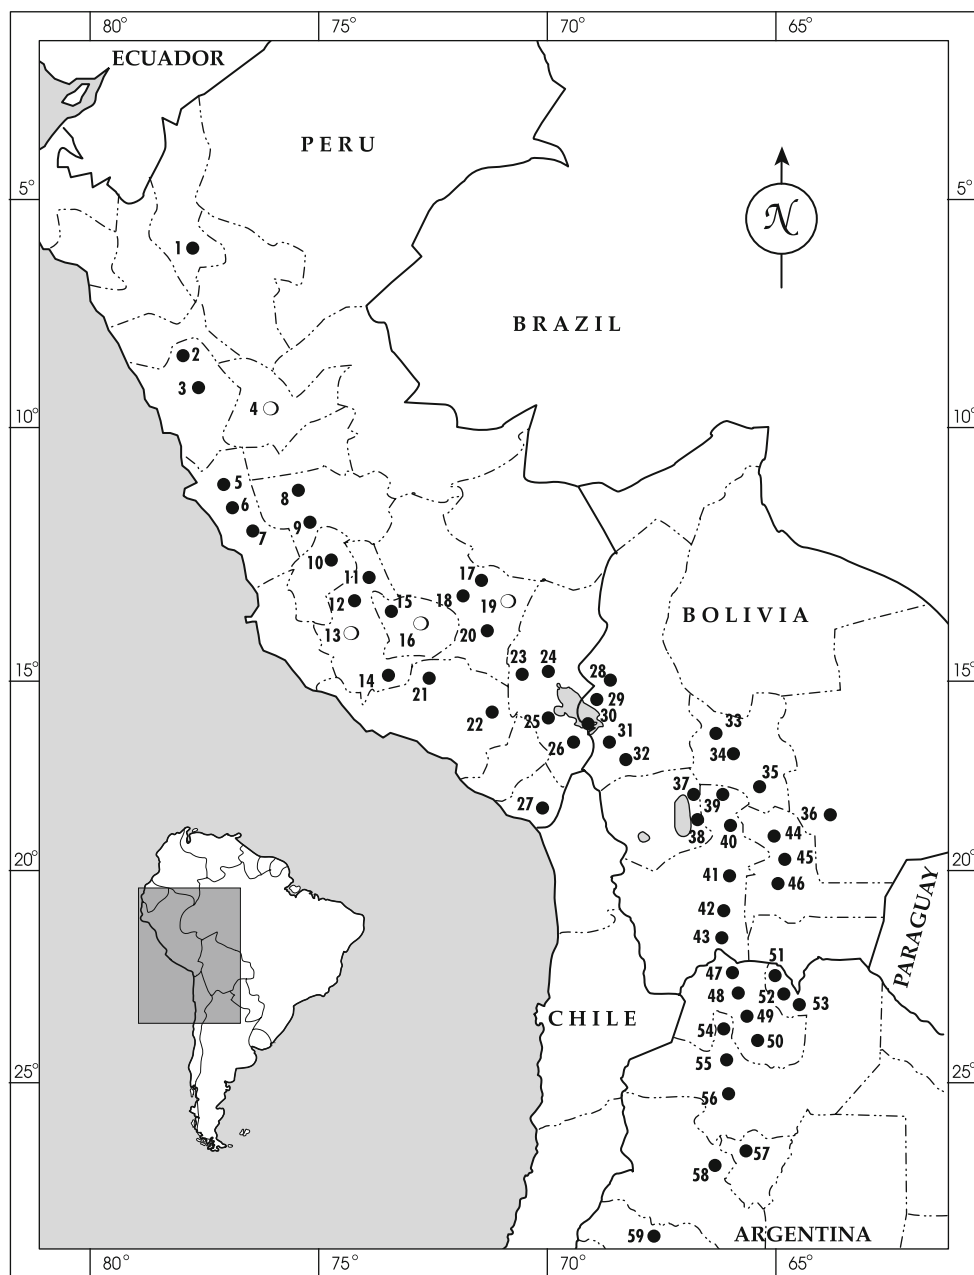 80° 75° 70° 65°
ECUADOR
PERU
5° 5°
N
1
BRAZIL
2
3
4
10° 10°
5
8
6
9
7
10
11
17
12 15 18 19
BOLIVIA
13 16 20
23 24
14 28
15° 21 15°
29
22 25 30
33
26 31
32 34
35
37
27 39 36
38 40 44
45
20° 41 46 20°
42
43
PARAGUAY
51
47
48 52 53
CHILE 49
54 50
55
25° 25°
56
57
58
59 ARGENTINA
80° 75° 70° 65°